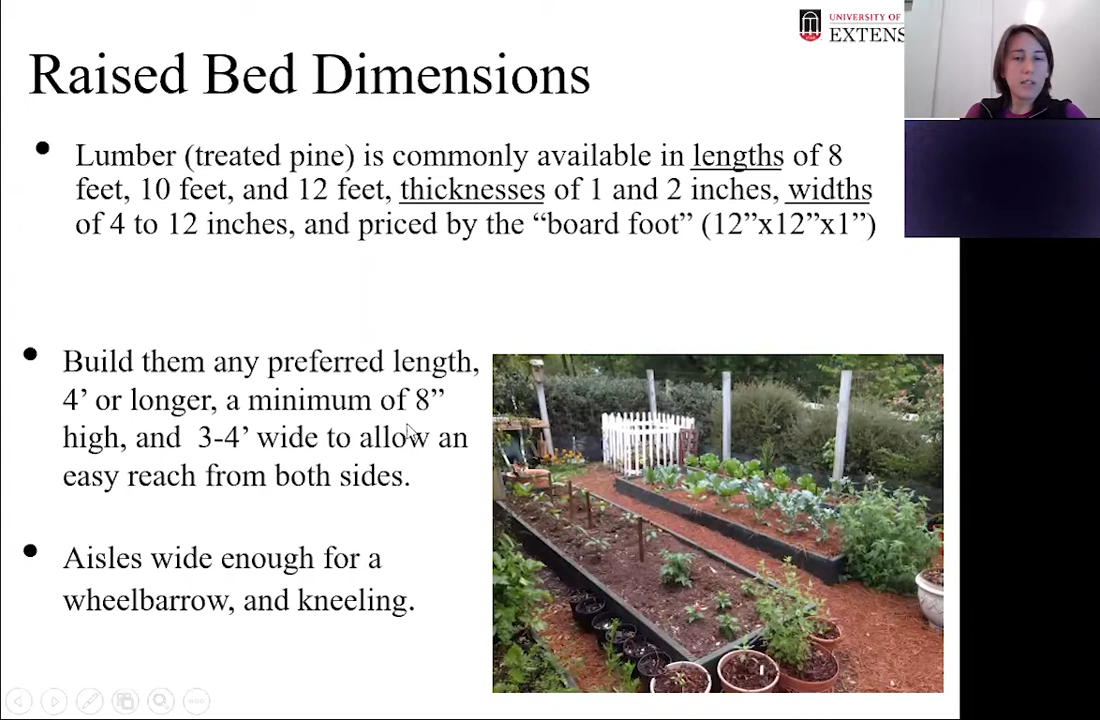 UNIVERSITY OF
EXTENS
Raised Bed Dimensions
• Lumber (treated pine) is commonly available in lengths of 8
feet, 10 feet, and 12 feet, thicknesses of 1 and 2 inches, widths
of 4 to 12 inches, and priced by the “board foot” (12”x12”x1”)
• Build them any preferred length,
4’ or longer, a minimum of 8”
high, and 3-4’ wide to allow an
easy reach from both sides.
• Aisles wide enough for a
wheelbarrow, and kneeling.